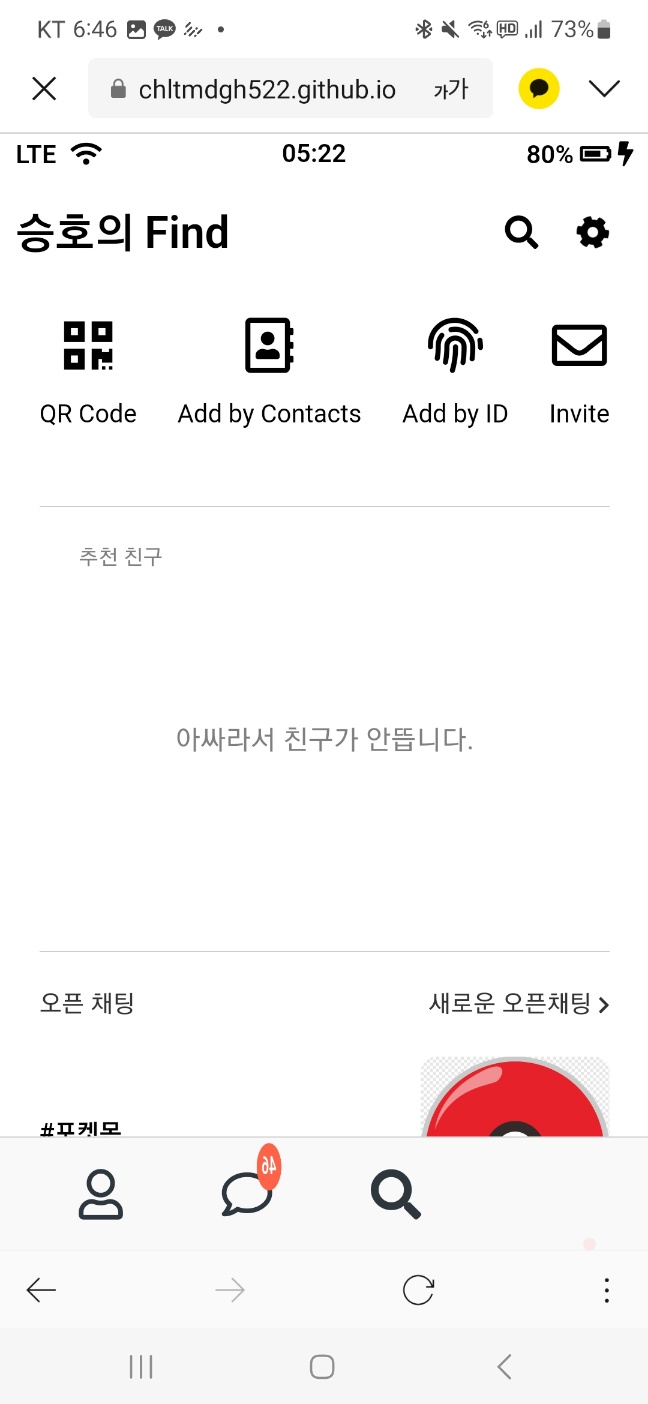 KT 6:46 TALK HD 73%
chltmdgh522.github.io 가가
LTE 05:22 80%
승호의 Find
QR Code Add by Contacts Add by ID Invite
추천 친구
아싸라서 친구가 안뜹니다.
오픈 채팅 새로운 오픈채팅
#포켓몬
46